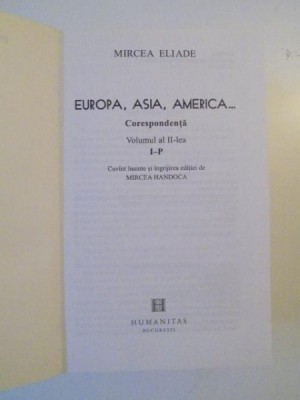 MIRCEA ELIADE
EUROPA, ASIA, AMERICA...
Corespondență
Volumul al II-lea
I–P
Cuvînt înainte și îngrijirea ediției de
MIRCEA HANDOCA
HUMANITAS
BUCUREȘTI